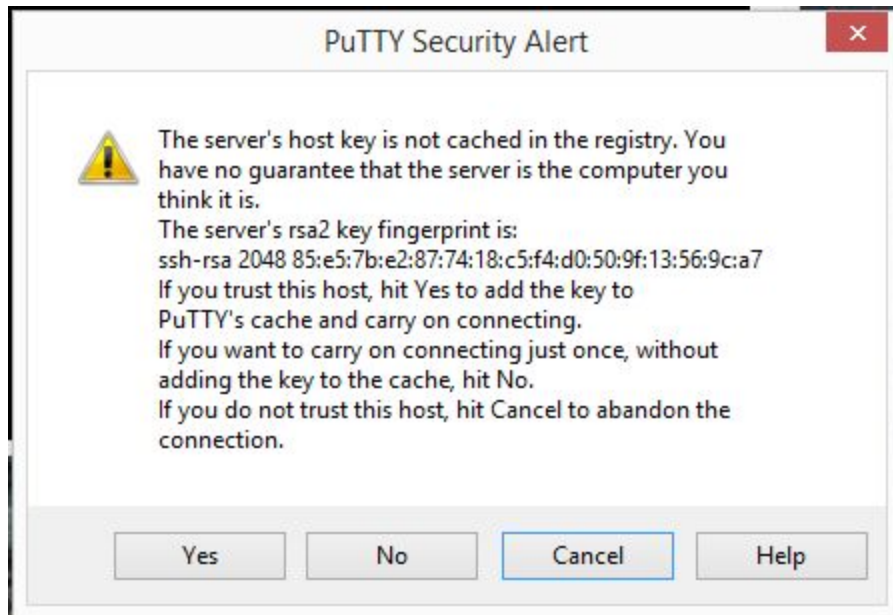 PuTTY Security Alert
The server's host key is not cached in the registry. You
have no guarantee that the server is the computer you
think it is.
The server's rsa2 key fingerprint is:
ssh-rsa 2048 85:e5:7b:e2:87:74:18:c5:f4:d0:50:9f:13:56:9c:a7
If you trust this host, hit Yes to add the key to
PuTTY's cache and carry on connecting.
If you want to carry on connecting just once, without
adding the key to the cache, hit No.
If you do not trust this host, hit Cancel to abandon the
connection.
Yes No Cancel Help